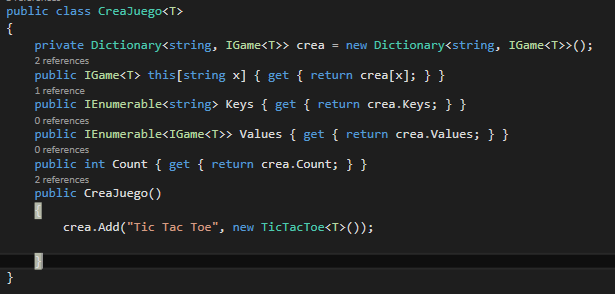 public class CreaJuego<T>
{
private Dictionary<string, IGame<T>> crea = new Dictionary<string, IGame<T>>();
2 references
public IGame<T> this[string x] { get { return crea[x]; } }
1 reference
public IEnumerable<string> Keys { get { return crea.Keys; } }
0 references
public IEnumerable<IGame<T>> Values { get { return crea.Values; } }
0 references
public int Count { get { return crea.Count; } }
2 references
public CreaJuego()
{
crea.Add("Tic Tac Toe", new TicTacToe<T>());
}
}